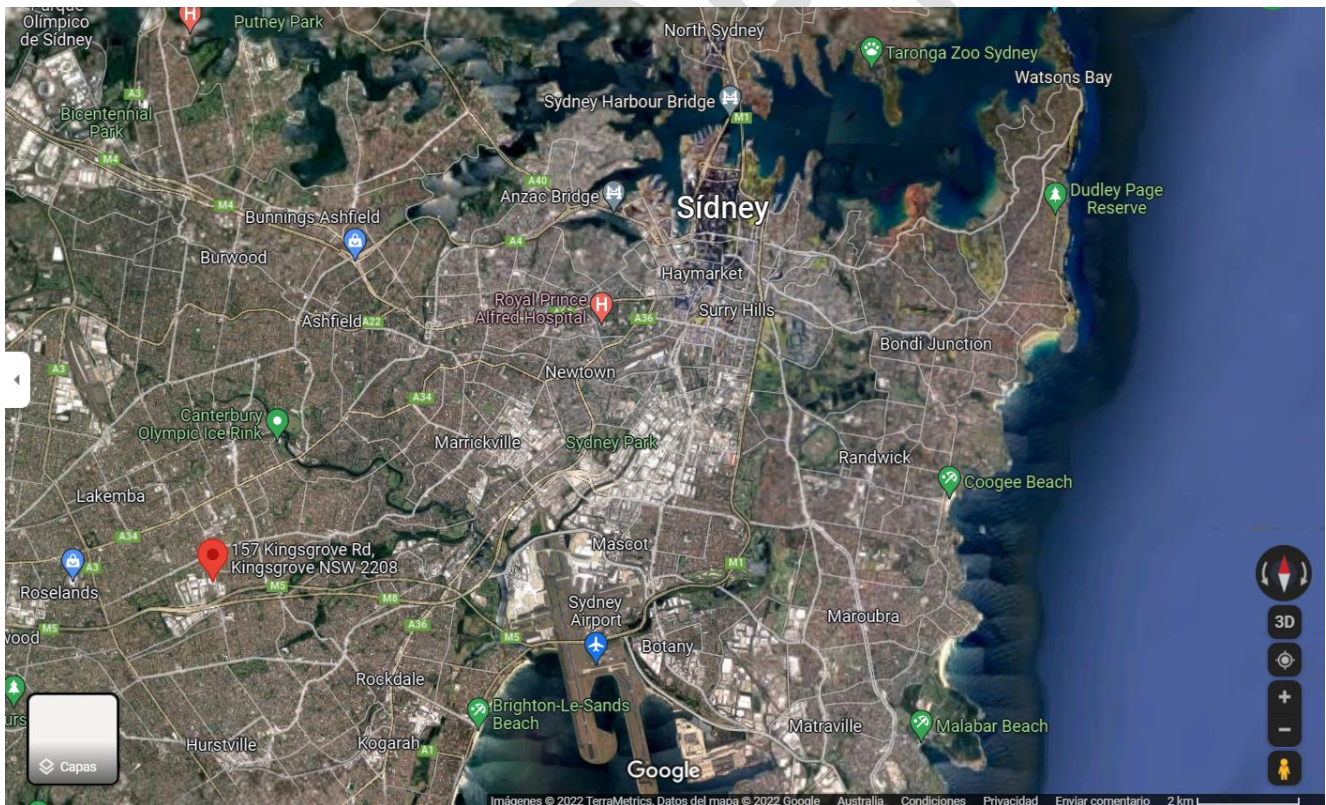 Parque
Olímpico
de Sídney
Putney Park
North Sydney
Taronga Zoo Sydney
Watsons Bay
A3
Sydney Harbour Bridge
M1
Bicentennial
Park
M4
A40
Anzac Bridge
Dudley Page
Reserve
M4
Bunnings Ashfield
Sídney
A4
Burwood
Haymarket
Royal Prince
Alfred Hospital
A36
Surry Hills
Ashfield
A22
Bondi Junction
A3
Newtown
A34
Canterbury
Olympic Ice Rink
Marrickville
Sydney Park
Randwick
Coogee Beach
Lakemba
A34
157 Kingsgrove Rd,
Kingsgrove NSW 2208
Mascot
A3
Roselands
M5
M8
M1
Sydney
Airport
Maroubra
3D
wood
M5
A36
M5
Botany
Rockdale
Brighton-Le-Sands
Beach
Matraville
Malabar Beach
urs
Hurstville
Kogarah
A1
Capas
Google
Imágenes © 2022 TerraMetrics, Datos del mapa © 2022 Google Australia Condiciones Privacidad Enviar comentario 2 km